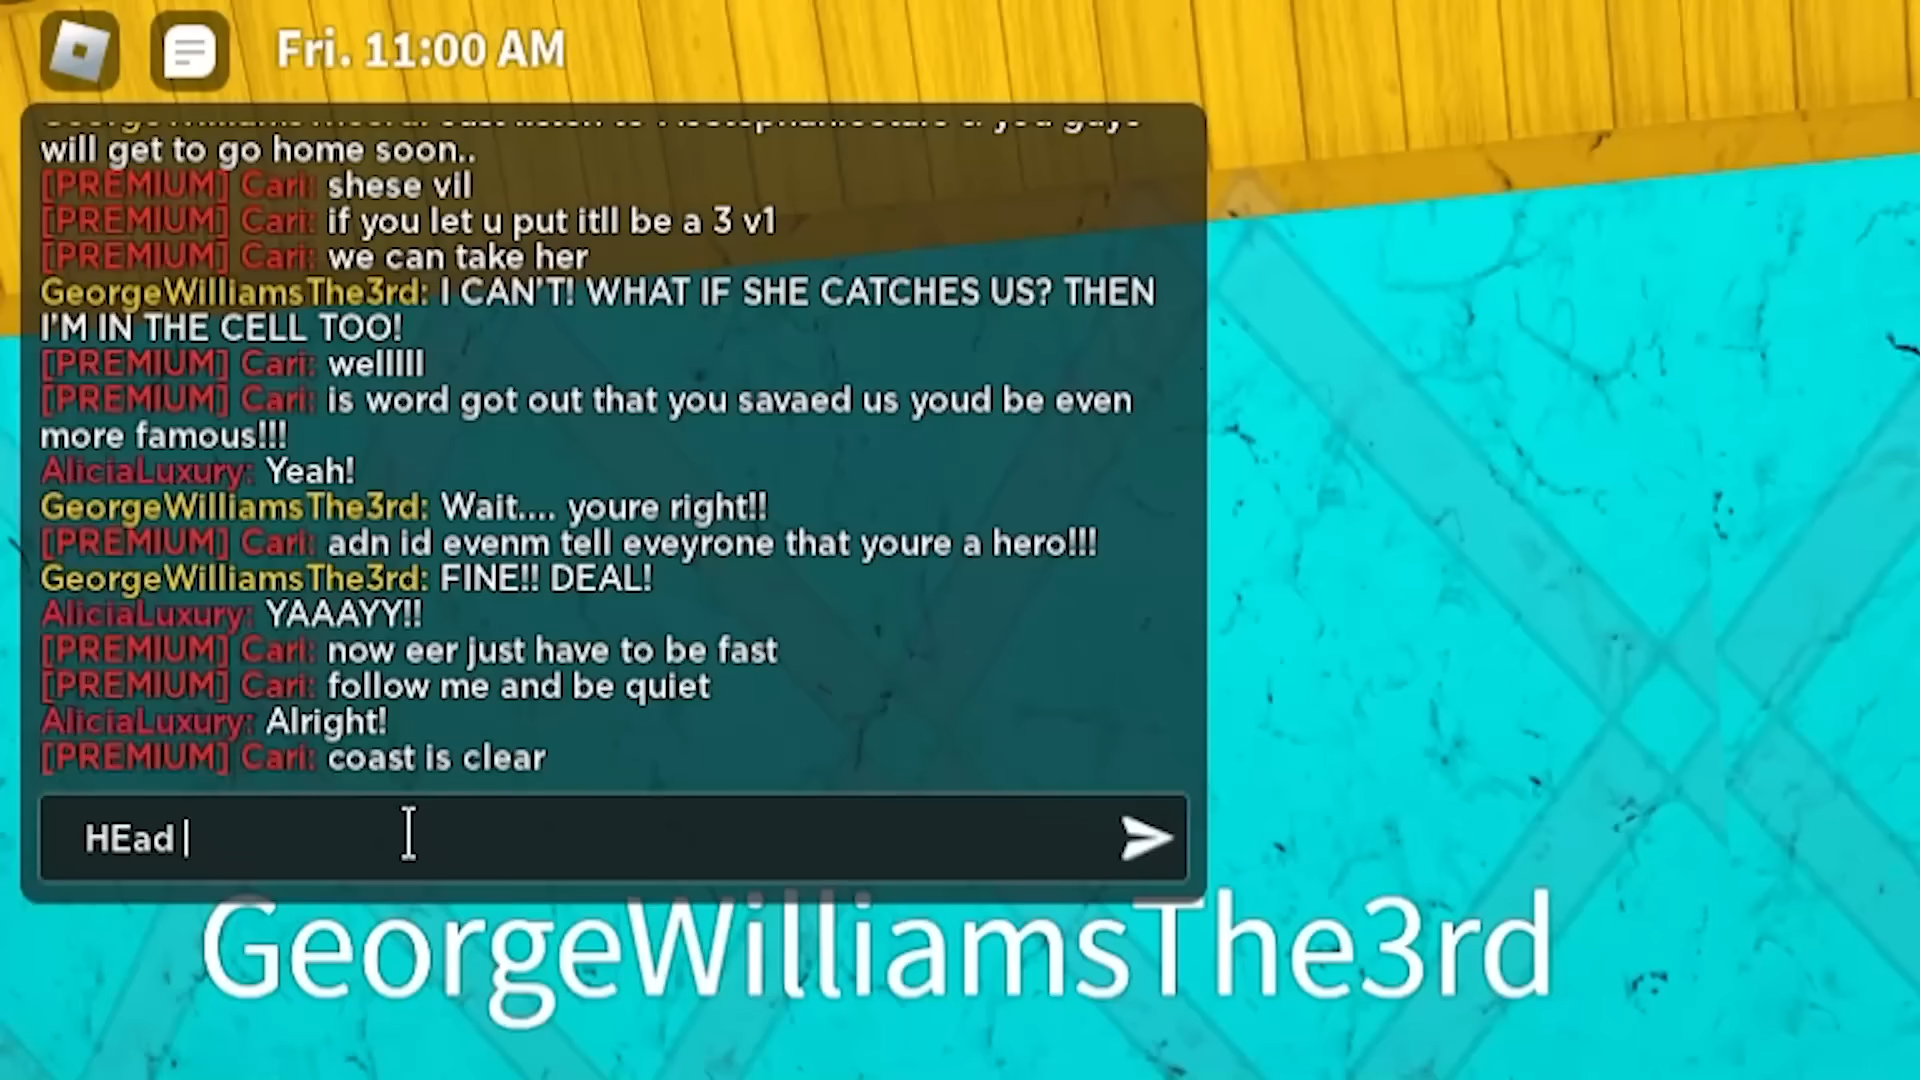 Fri. 11:00 AM
will get to go home soon..
[PREMIUM] Cari: shese vil
[PREMIUM] Cari: if you let u put itll be a 3 v1
[PREMIUM] Cari: we can take her
GeorgeWilliamsThe3rd: I CAN'T! WHAT IF SHE CATCHES US? THEN
I'M IN THE CELL TOO!
[PREMIUM] Cari: welllll
[PREMIUM] Cari: is word got out that you savaed us youd be even
more famous!!!
AliciaLuxury: Yeah!
GeorgeWilliamsThe3rd: Wait.... youre right!!
[PREMIUM] Cari: adn id evenm tell eveyrone that youre a hero!!!
GeorgeWilliamsThe3rd: FINE!! DEAL!
AliciaLuxury: YAAAYY!!
[PREMIUM] Cari: now eer just have to be fast
[PREMIUM] Cari: follow me and be quiet
AliciaLuxury: Alright!
[PREMIUM] Cari: coast is clear
HEad
GeorgeWilliamsThe3rd